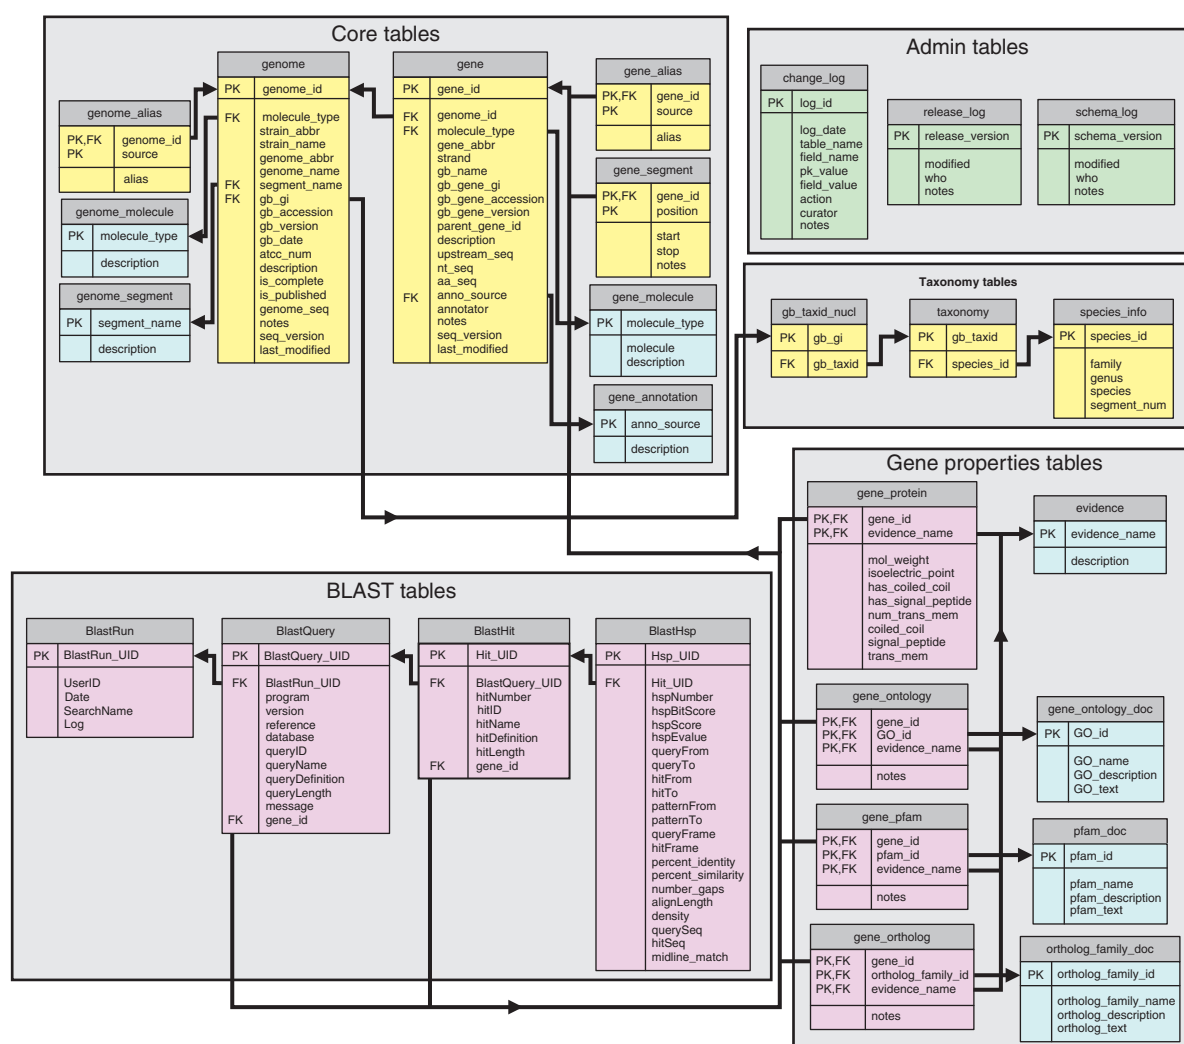 Core tables
genome
PK genome_id
FK molecule_type
strain_abbr
strain_name
genome_abbr
genome_name
FK segment_name
FK gb_gi
gb_accession
gb_version
gb_date
atcc_num
description
is_complete
is_published
genome_seq
notes
seq_version
last_modified
gene
PK gene_id
FK genome_id
FK molecule_type
gene_abbr
strand
gb_name
gb_gene_gi
gb_gene_accession
gb_gene_version
parent_gene_id
description
upstream_seq
nt_seq
aa_seq
FK anno_source
annotator
notes
seq_version
last_modified
genome_alias
PK,FK genome_id
PK source
alias
genome_molecule
PK molecule_type
description
genome_segment
PK segment_name
description
gene_alias
PK,FK gene_id
PK source
alias
gene_segment
PK,FK gene_id
PK position
start
stop
notes
gene_molecule
PK molecule_type
molecule
description
gene_annotation
PK anno_source
description
Admin tables
change_log
PK log_id
log_date
table_name
field_name
pk_value
field_value
action
curator
notes
release_log
PK release_version
modified
who
notes
schema_log
PK schema_version
modified
who
notes
Taxonomy tables
gb_taxid_nucl
PK gb_gi
FK gb_taxid
taxonomy
PK gb_taxid
FK species_id
species_info
PK species_id
family
genus
species
segment_num
BLAST tables
BlastRun
PK BlastRun_UID
UserID
Date
SearchName
Log
BlastQuery
PK BlastQuery_UID
FK BlastRun_UID
program
version
reference
database
queryID
queryName
queryDefinition
queryLength
message
FK gene_id
BlastHit
PK Hit_UID
FK BlastQuery_UID
hitNumber
hitID
hitName
hitDefinition
hitLength
FK gene_id
BlastHsp
PK Hsp_UID
FK Hit_UID
hspNumber
hspBitScore
hspScore
hspEvalue
queryFrom
queryTo
hitFrom
hitTo
patternFrom
patternTo
queryFrame
hitFrame
percent_identity
percent_similarity
number_gaps
alignLength
density
querySeq
hitSeq
midline_match
Gene properties tables
gene_protein
PK,FK gene_id
PK,FK evidence_name
mol_weight
isoelectric_point
has_coiled_coil
has_signal_peptide
num_trans_mem
coiled_coil
signal_peptide
trans_mem
evidence
PK evidence_name
description
gene_ontology
PK,FK gene_id
PK,FK GO_id
PK,FK evidence_name
notes
gene_ontology_doc
PK GO_id
GO_name
GO_description
GO_text
gene_pfam
PK,FK gene_id
PK,FK pfam_id
PK,FK evidence_name
notes
pfam_doc
PK pfam_id
pfam_name
pfam_description
pfam_text
gene_ortholog
PK,FK gene_id
PK,FK ortholog_family_id
PK,FK evidence_name
notes
ortholog_family_doc
PK ortholog_family_id
ortholog_family_name
ortholog_description
ortholog_text